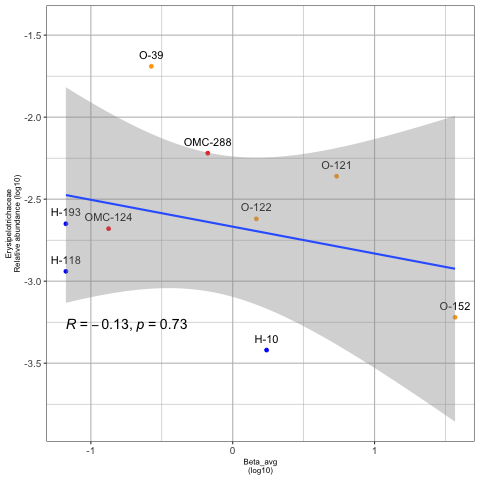 -1.5
O-39
-2.0
OMC-288
O-121
-2.5
O-122
H-193
OMC-124
H-118
-3.0
O-152
R = – 0.13, p = 0.73
H-10
-3.5
Erysipelotrichaceae
Relative abundance (log10)
-1
0
1
Beta_avg
(log10)